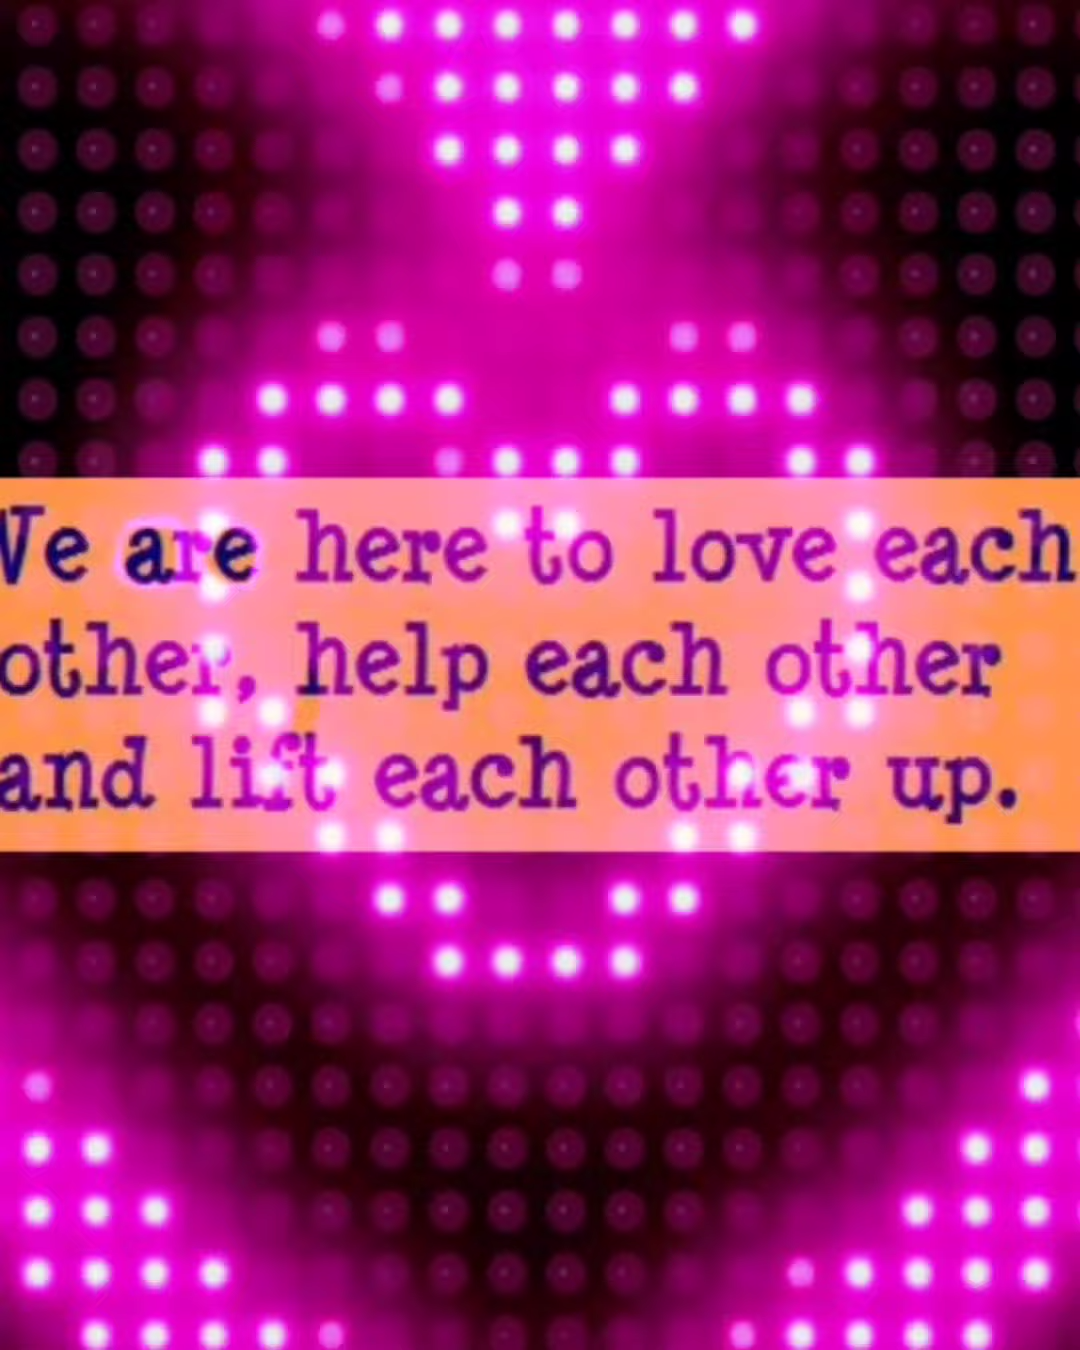 We are here to love each
other, help each other
and lift each other up.